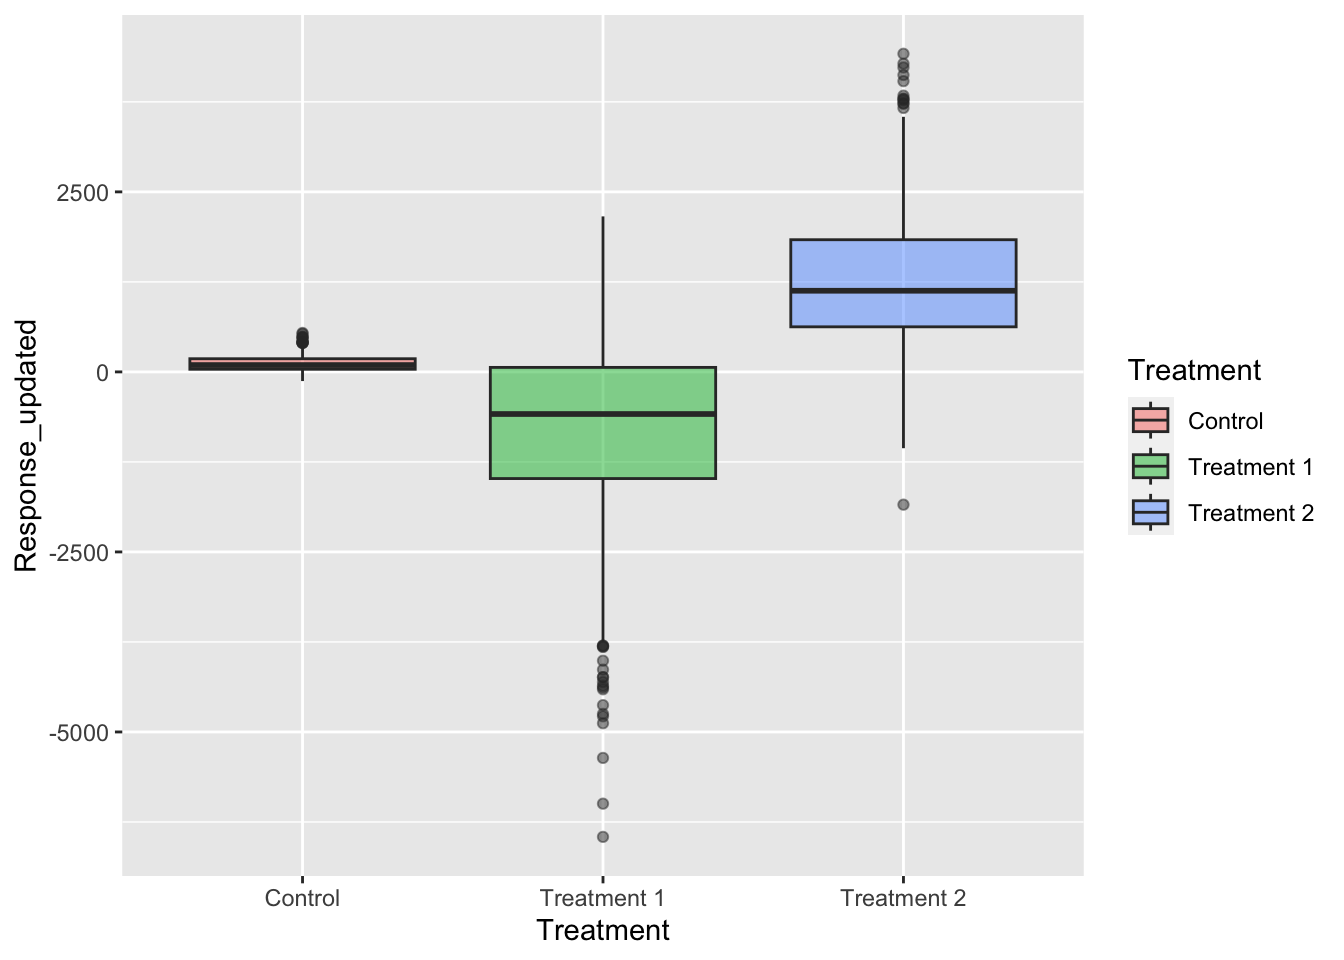 Response_updated
2500
0
-2500
-5000
Control
Treatment 1
Treatment 2
Treatment
Treatment
Control
Treatment 1
Treatment 2